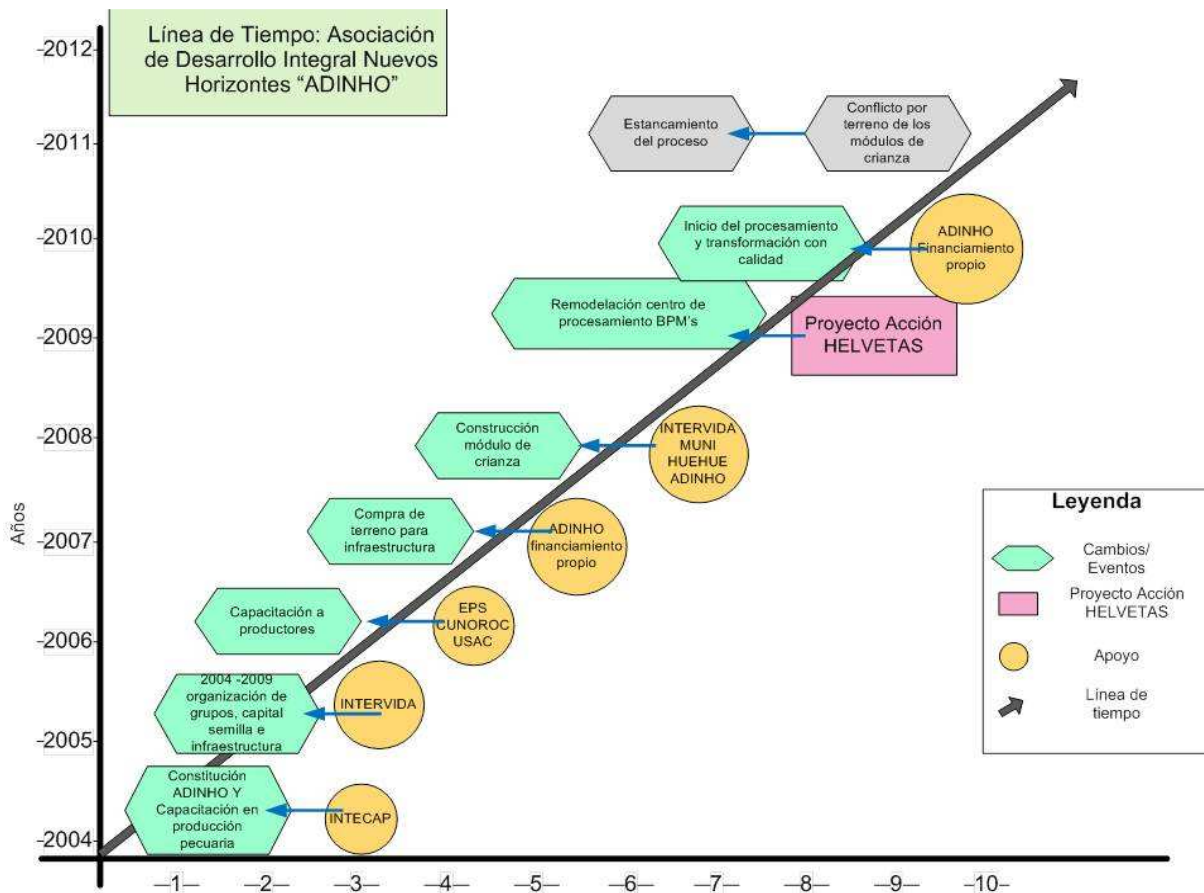 Línea de Tiempo: Asociación
de Desarrollo Integral Nuevos
Horizontes “ADINHO”
Años
–2012–
–2011–
–2010–
–2009–
–2008–
–2007–
–2006–
–2005–
–2004–
Estancamiento
del proceso
Conflicto por
terreno de los
módulos de
crianza
Inicio del procesamiento
y transformación con
calidad
ADINHO
Financiamiento
propio
Remodelación centro de
procesamiento BPM’s
Proyecto Acción
HELVETAS
Construcción
módulo de
crianza
INTERVIDA
MUNI
HUEHUE
ADINHO
Compra de
terreno para
infraestructura
ADINHO
financiamiento
propio
Capacitación a
productores
EPS
CUNOROC
USAC
2004 -2009
organización de
grupos, capital
semilla e
infraestructura
INTERVIDA
Constitución
ADINHO Y
Capacitación en
producción
pecuaria
INTECAP
Leyenda
Cambios/
Eventos
Proyecto Acción
HELVETAS
Apoyo
Línea de
tiempo
—1— —2— —3— —4— —5— —6— —7— —8— —9— —10—